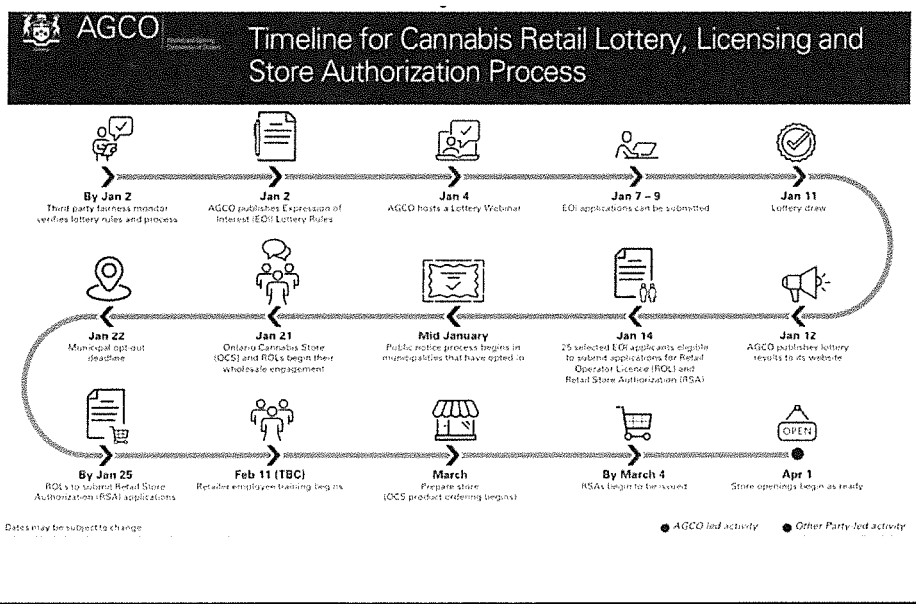 AGCO
Timeline for Cannabis Retail Lottery, Licensing and
Store Authorization Process
By Jan 2
Third party fairness monitor
verifies lottery rules and process
Jan 2
AGCO publishes Expression of
Interest (EOI) Lottery Rules
Jan 4
AGCO hosts a Lottery Webinar
Jan 7 – 9
EOI applications can be submitted
Jan 11
Lottery draw
Jan 12
AGCO publishes lottery
results to its website
Jan 14
25 selected EOI applicants eligible
to submit applications for Retail
Operator Licence (ROL) and
Retail Store Authorization (RSA)
Mid January
Public notice process begins in
municipalities that have opted in
Jan 21
Ontario Cannabis Store
(OCS) and ROLs begin their
wholesale engagement
Jan 22
Municipal opt-out
deadline
By Jan 25
ROLs to submit Retail Store
Authorization (RSA) applications
Feb 11 (TBC)
Retailer employee training begins
March
Prepare store
(OCS product ordering begins)
By March 4
RSAs begin to be issued
OPEN
Apr 1
Store openings begin as ready
Dates may be subject to change
AGCO led activity
Other Party-led activity